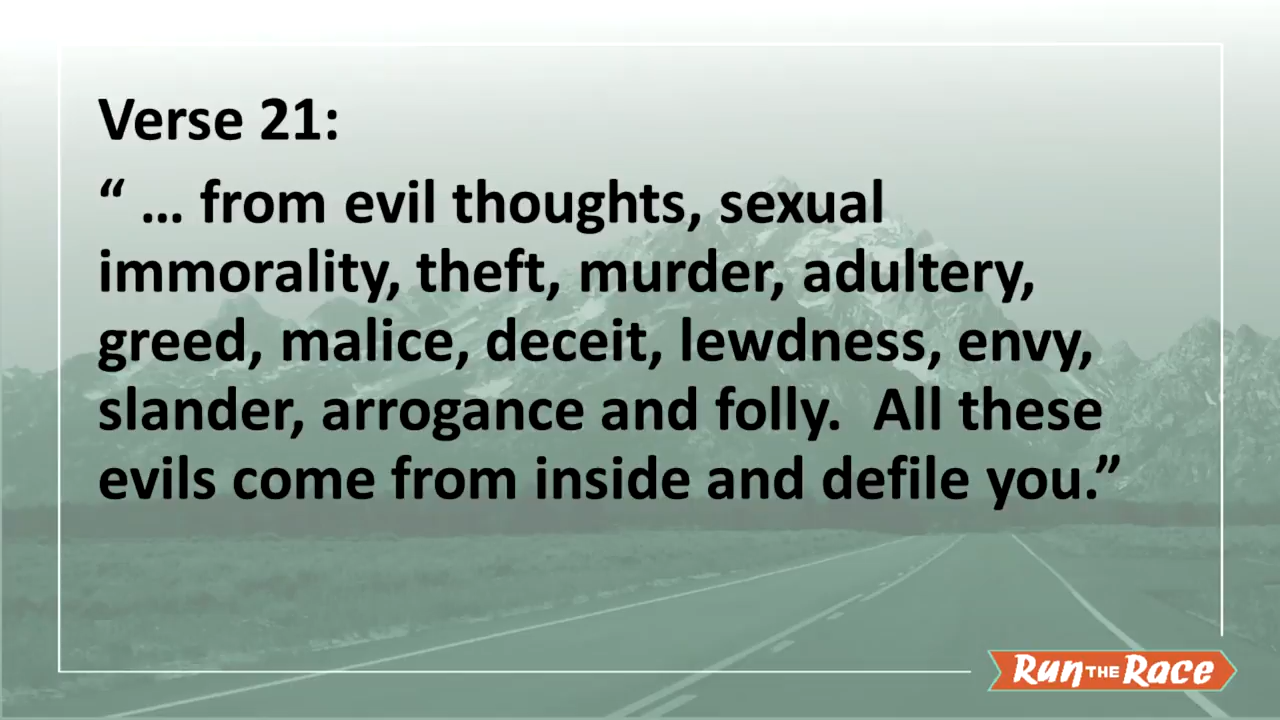 Verse 21:
“ … from evil thoughts, sexual
immorality, theft, murder, adultery,
greed, malice, deceit, lewdness, envy,
slander, arrogance and folly.  All these
evils come from inside and defile you.”
Run THE Race